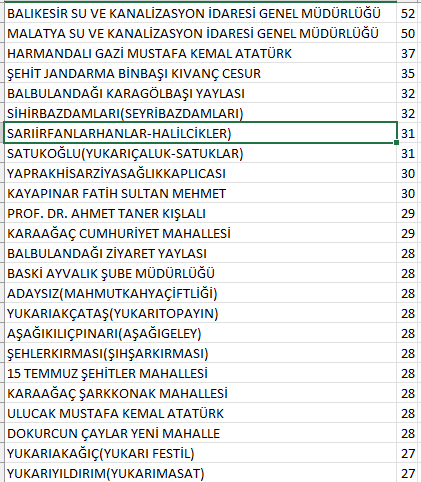 BALIKESİR SU VE KANALİZASYON İDARESİ GENEL MÜDÜRLÜĞÜ 52
MALATYA SU VE KANALİZASYON İDARESİ GENEL MÜDÜRLÜĞÜ 50
HARMANDALI GAZİ MUSTAFA KEMAL ATATÜRK 37
ŞEHİT JANDARMA BİNBAŞI KIVANÇ CESUR 35
BALBULANDAĞI KARAGÖLBAŞI YAYLASI 32
SİHİRBAZDAMLARI(SEYRİBAZDAMLARI) 32
SARIİRFANLARHANLAR-HALİLCİKLER) 31
SATUKOĞLU(YUKARIÇALUK-SATUKLAR) 31
YAPRAKHİSARZİYASAĞLIKKAPLICASI 30
KAYAPINAR FATİH SULTAN MEHMET 30
PROF. DR. AHMET TANER KIŞLALI 29
KARAAĞAÇ CUMHURİYET MAHALLESİ 29
BALBULANDAĞI ZİYARET YAYLASI 28
BASKİ AYVALIK ŞUBE MÜDÜRLÜĞÜ 28
ADAYSIZ(MAHMUTKAHYAÇİFTLİĞİ) 28
YUKARIAKÇATAŞ(YUKARITOPAYIN) 28
AŞAĞIKILIÇPINARI(AŞAĞIGELEY) 28
ŞEHLERKIRMASI(ŞIHŞARKIRMASI) 28
15 TEMMUZ ŞEHİTLER MAHALLESİ 28
KARAAĞAÇ ŞARKKONAK MAHALLESİ 28
ULUCAK MUSTAFA KEMAL ATATÜRK 28
DOKURCUN ÇAYLAR YENİ MAHALLE 28
YUKARIAKAĞIÇ(YUKARI FESTİL) 27
YUKARIYILDIRIM(YUKARIMASAT) 27